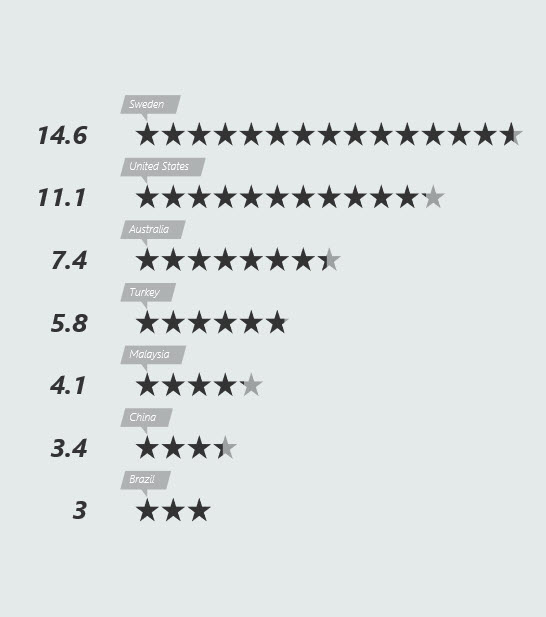 Sweden
14.6
United States
11.1
Australia
7.4
Turkey
5.8
Malaysia
4.1
China
3.4
Brazil
3